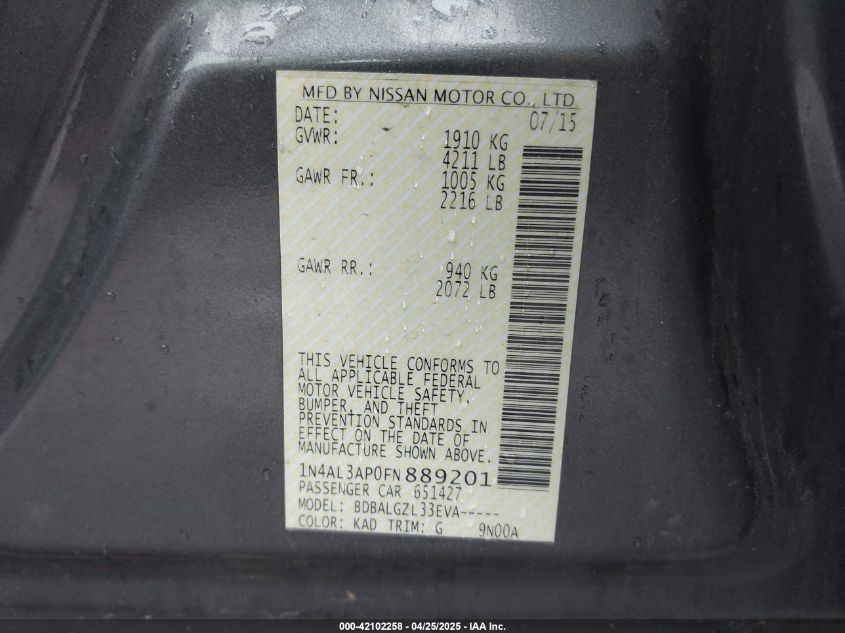 MFD BY NISSAN MOTOR CO., LTD
DATE: 07/15
GVWR: 1910 KG
4211 LB
GAWR FR.: 1005 KG
2216 LB
GAWR RR.: 940 KG
2072 LB
THIS VEHICLE CONFORMS TO
ALL APPLICABLE FEDERAL
MOTOR VEHICLE SAFETY,
BUMPER, AND THEFT
PREVENTION STANDARDS IN
EFFECT ON THE DATE OF
MANUFACTURE SHOWN ABOVE.
1N4AL3AP0FN889201
PASSENGER CAR 651427
MODEL: BDBALGZL33EVA-----
COLOR: KAD TRIM: G 9N00A
000-42102258 - 04/25/2025 - IAA Inc.